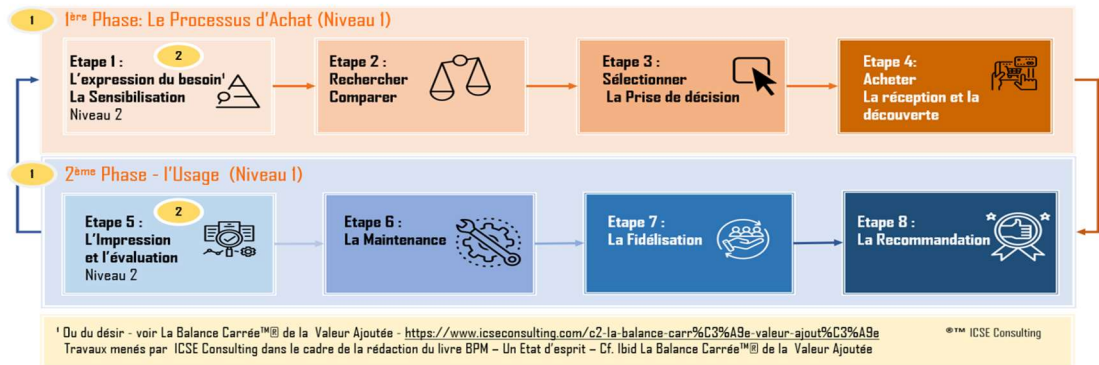 1 1ère Phase: Le Processus d'Achat (Niveau 1)
Etape 1 : 2
L'expression du besoin¹
La Sensibilisation
Niveau 2
Etape 2 :
Rechercher
Comparer
Etape 3 :
Sélectionner
La Prise de décision
Etape 4:
Acheter
La réception et la
découverte
1 2ème Phase - l'Usage (Niveau 1)
Etape 5 : 2
L'Impression
et l'évaluation
Niveau 2
Etape 6 :
La Maintenance
Etape 7 :
La Fidélisation
Etape 8 :
La Recommandation
¹ Ou du désir - voir La Balance Carrée™® de la Valeur Ajoutée - https://www.icseconsulting.com/c2-la-balance-carr%C3%A9e-valeur-ajout%C3%A9e ®™ ICSE Consulting
Travaux menés par ICSE Consulting dans le cadre de la rédaction du livre BPM – Un Etat d'esprit – Cf. Ibid La Balance Carrée™® de la Valeur Ajoutée